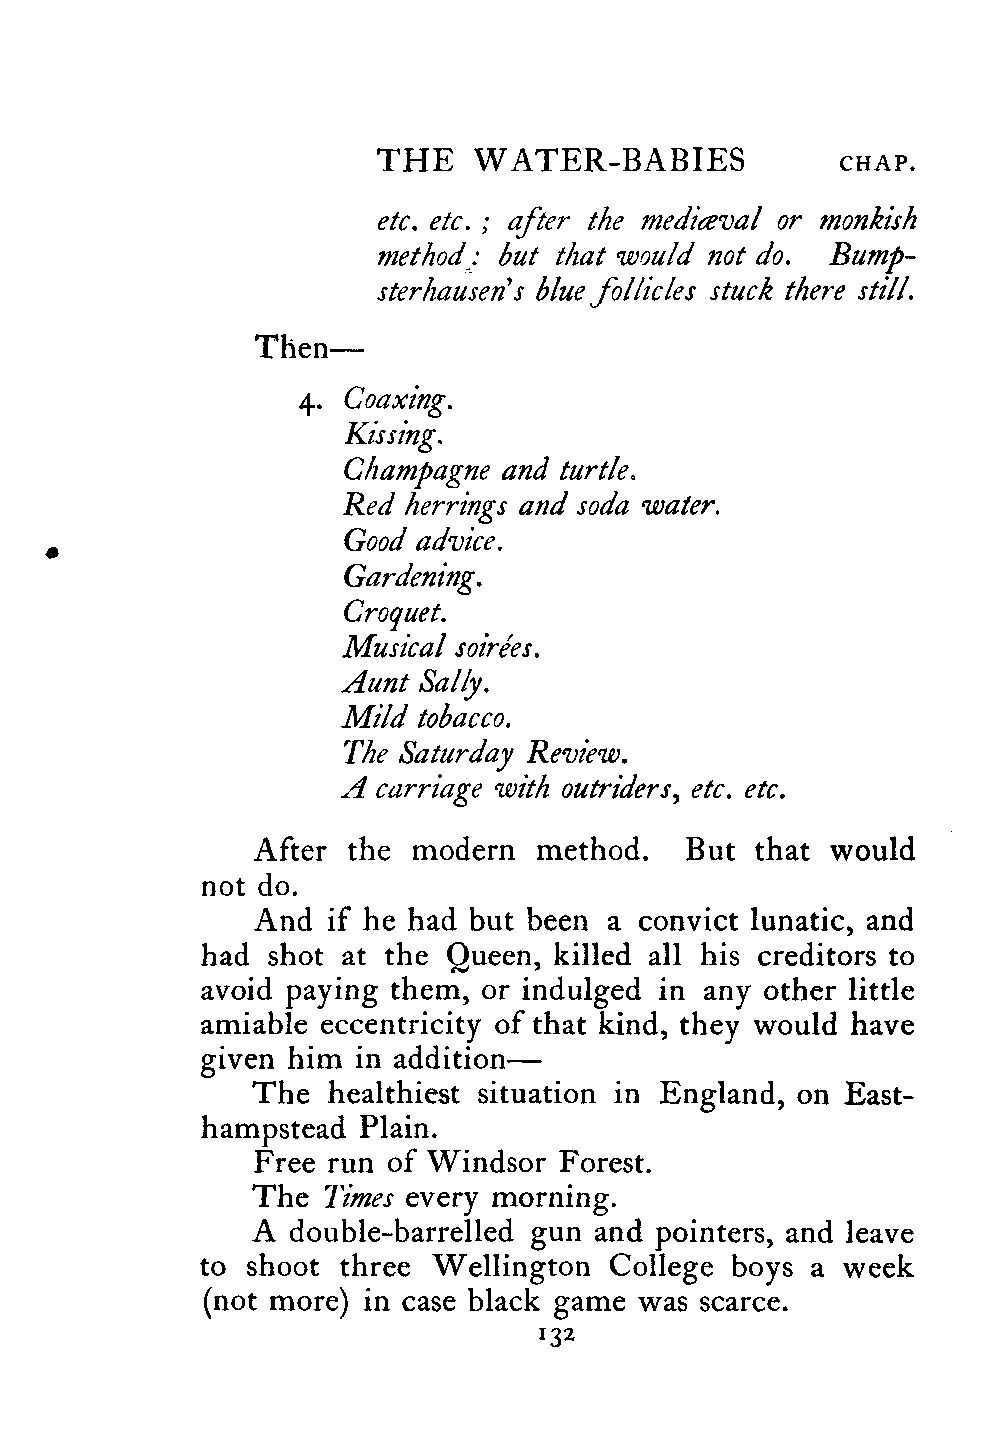 THE WATER-BABIES CHAP.
etc. etc. ; after the mediæval or monkish
method : but that would not do. Bump-
sterhausen's blue follicles stuck there still.
Then—
4. Coaxing.
Kissing.
Champagne and turtle.
Red herrings and soda water.
Good advice.
Gardening.
Croquet.
Musical soirées.
Aunt Sally.
Mild tobacco.
The Saturday Review.
A carriage with outriders, etc. etc.
After the modern method. But that would
not do.
And if he had but been a convict lunatic, and
had shot at the Queen, killed all his creditors to
avoid paying them, or indulged in any other little
amiable eccentricity of that kind, they would have
given him in addition—
The healthiest situation in England, on East-
hampstead Plain.
Free run of Windsor Forest.
The Times every morning.
A double-barrelled gun and pointers, and leave
to shoot three Wellington College boys a week
(not more) in case black game was scarce.
132